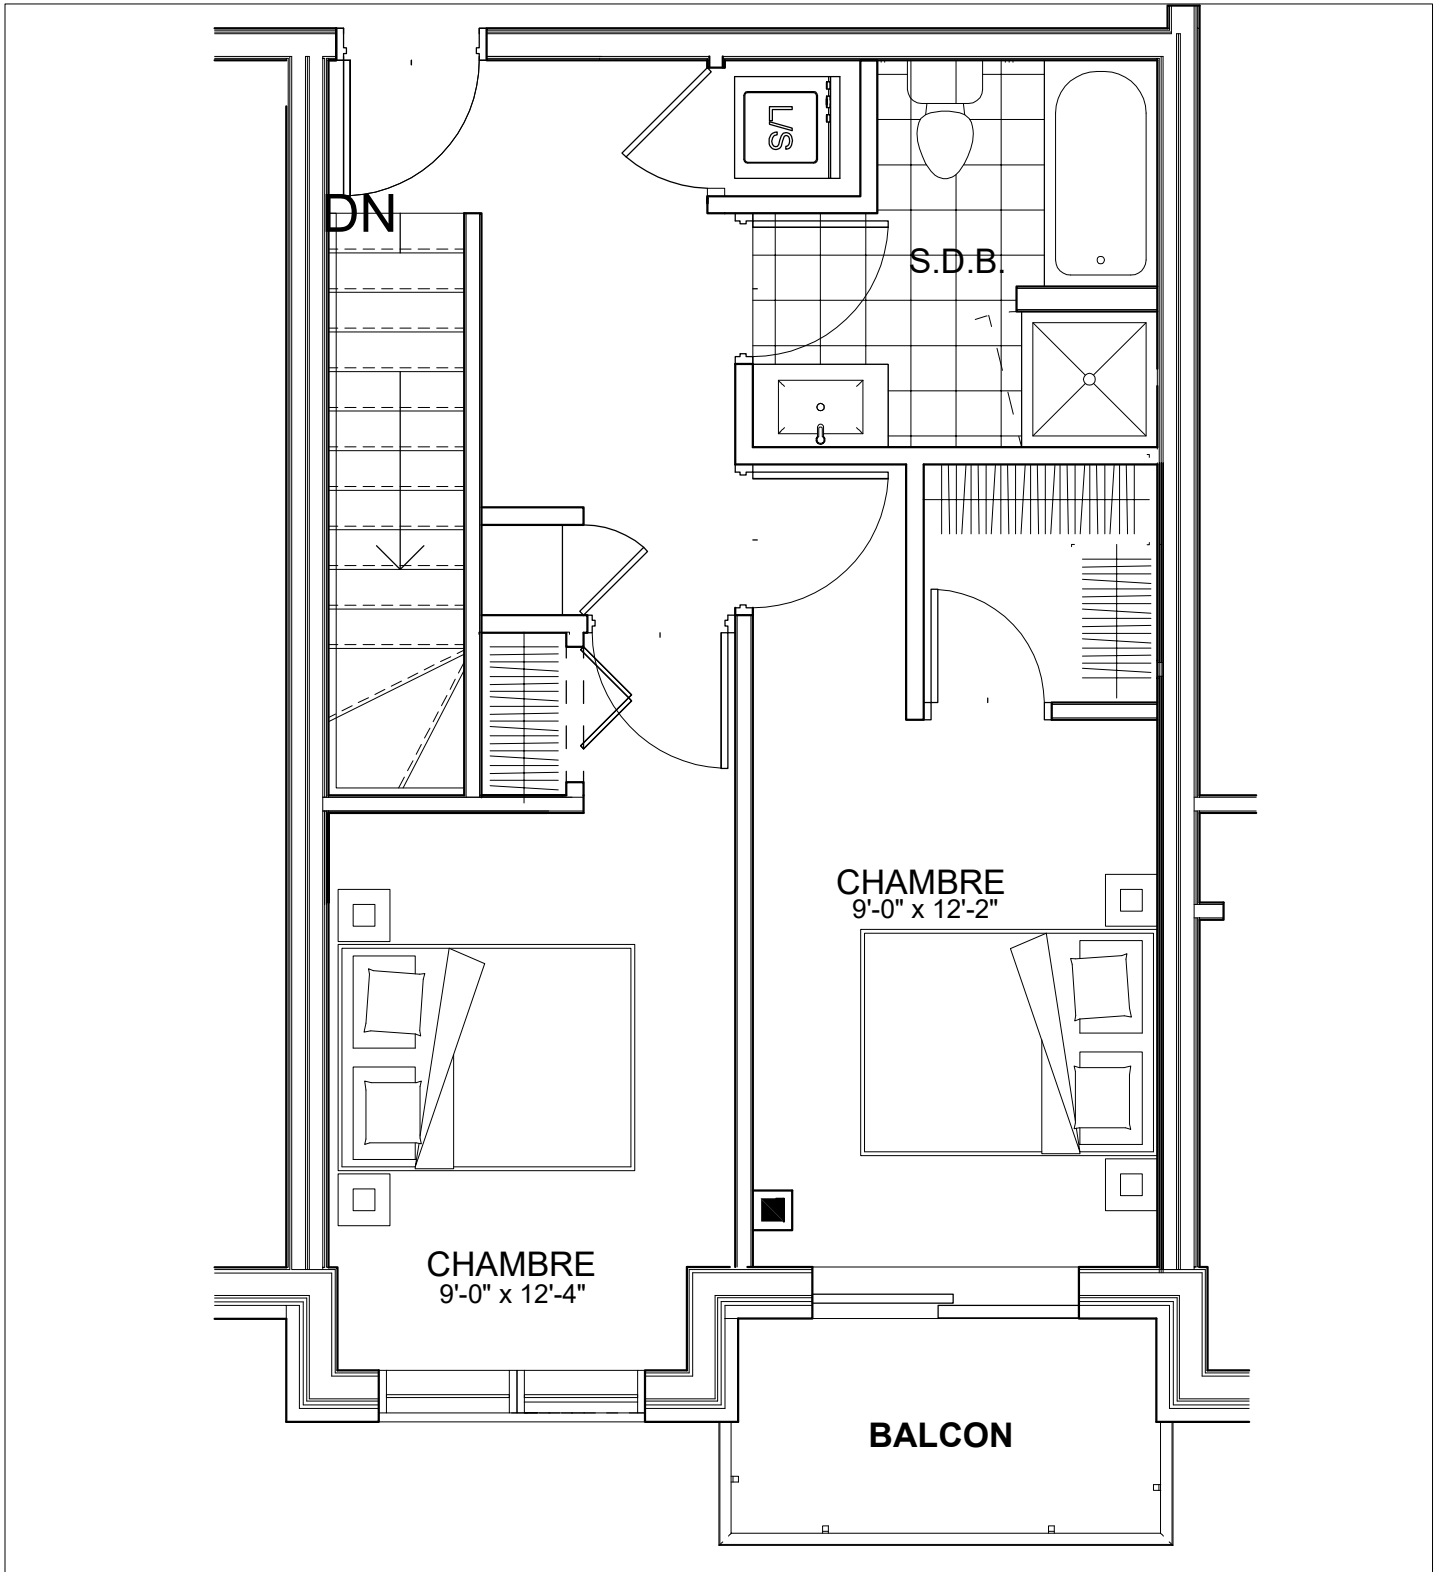 L/S
DN
S.D.B.
CHAMBRE
9'-0" x 12'-2"
CHAMBRE
9'-0" x 12'-4"
BALCON